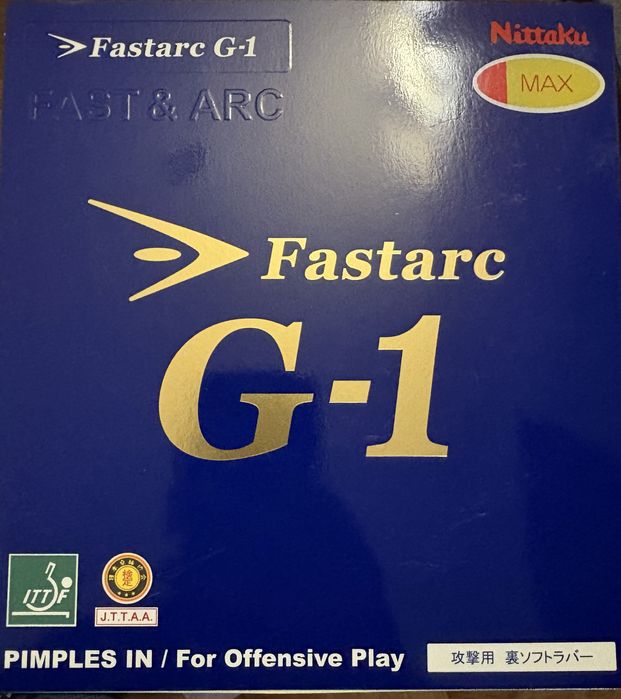 Fastarc G-1
Nittaku
MAX
FAST & ARC
Fastarc
G-1
ITTF
J.T.T.A.A.
PIMPLES IN / For Offensive Play
攻撃用 裏ソフトラバー